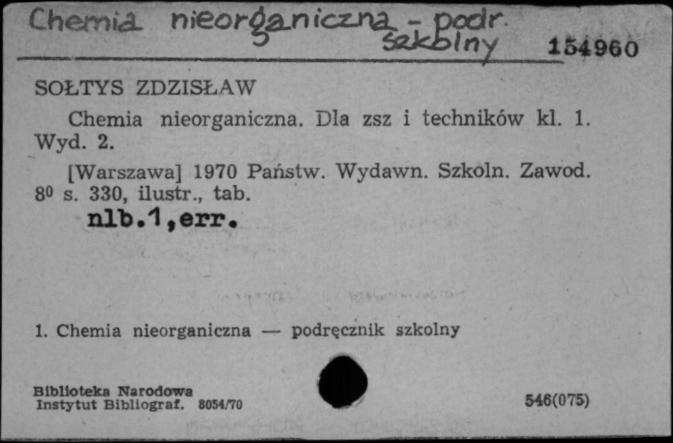 Chemia nieorganiczna - podr.
szkolny 154960
SOŁTYS ZDZISŁAW
Chemia nieorganiczna. Dla zsz i techników kl. 1.
Wyd. 2.
[Warszawa] 1970 Państw. Wydawn. Szkoln. Zawod.
8⁰ s. 330, ilustr., tab.
nlb.1,err.
1. Chemia nieorganiczna — podręcznik szkolny
Biblioteka Narodowa
Instytut Bibliograf. 8054/70 546(075)